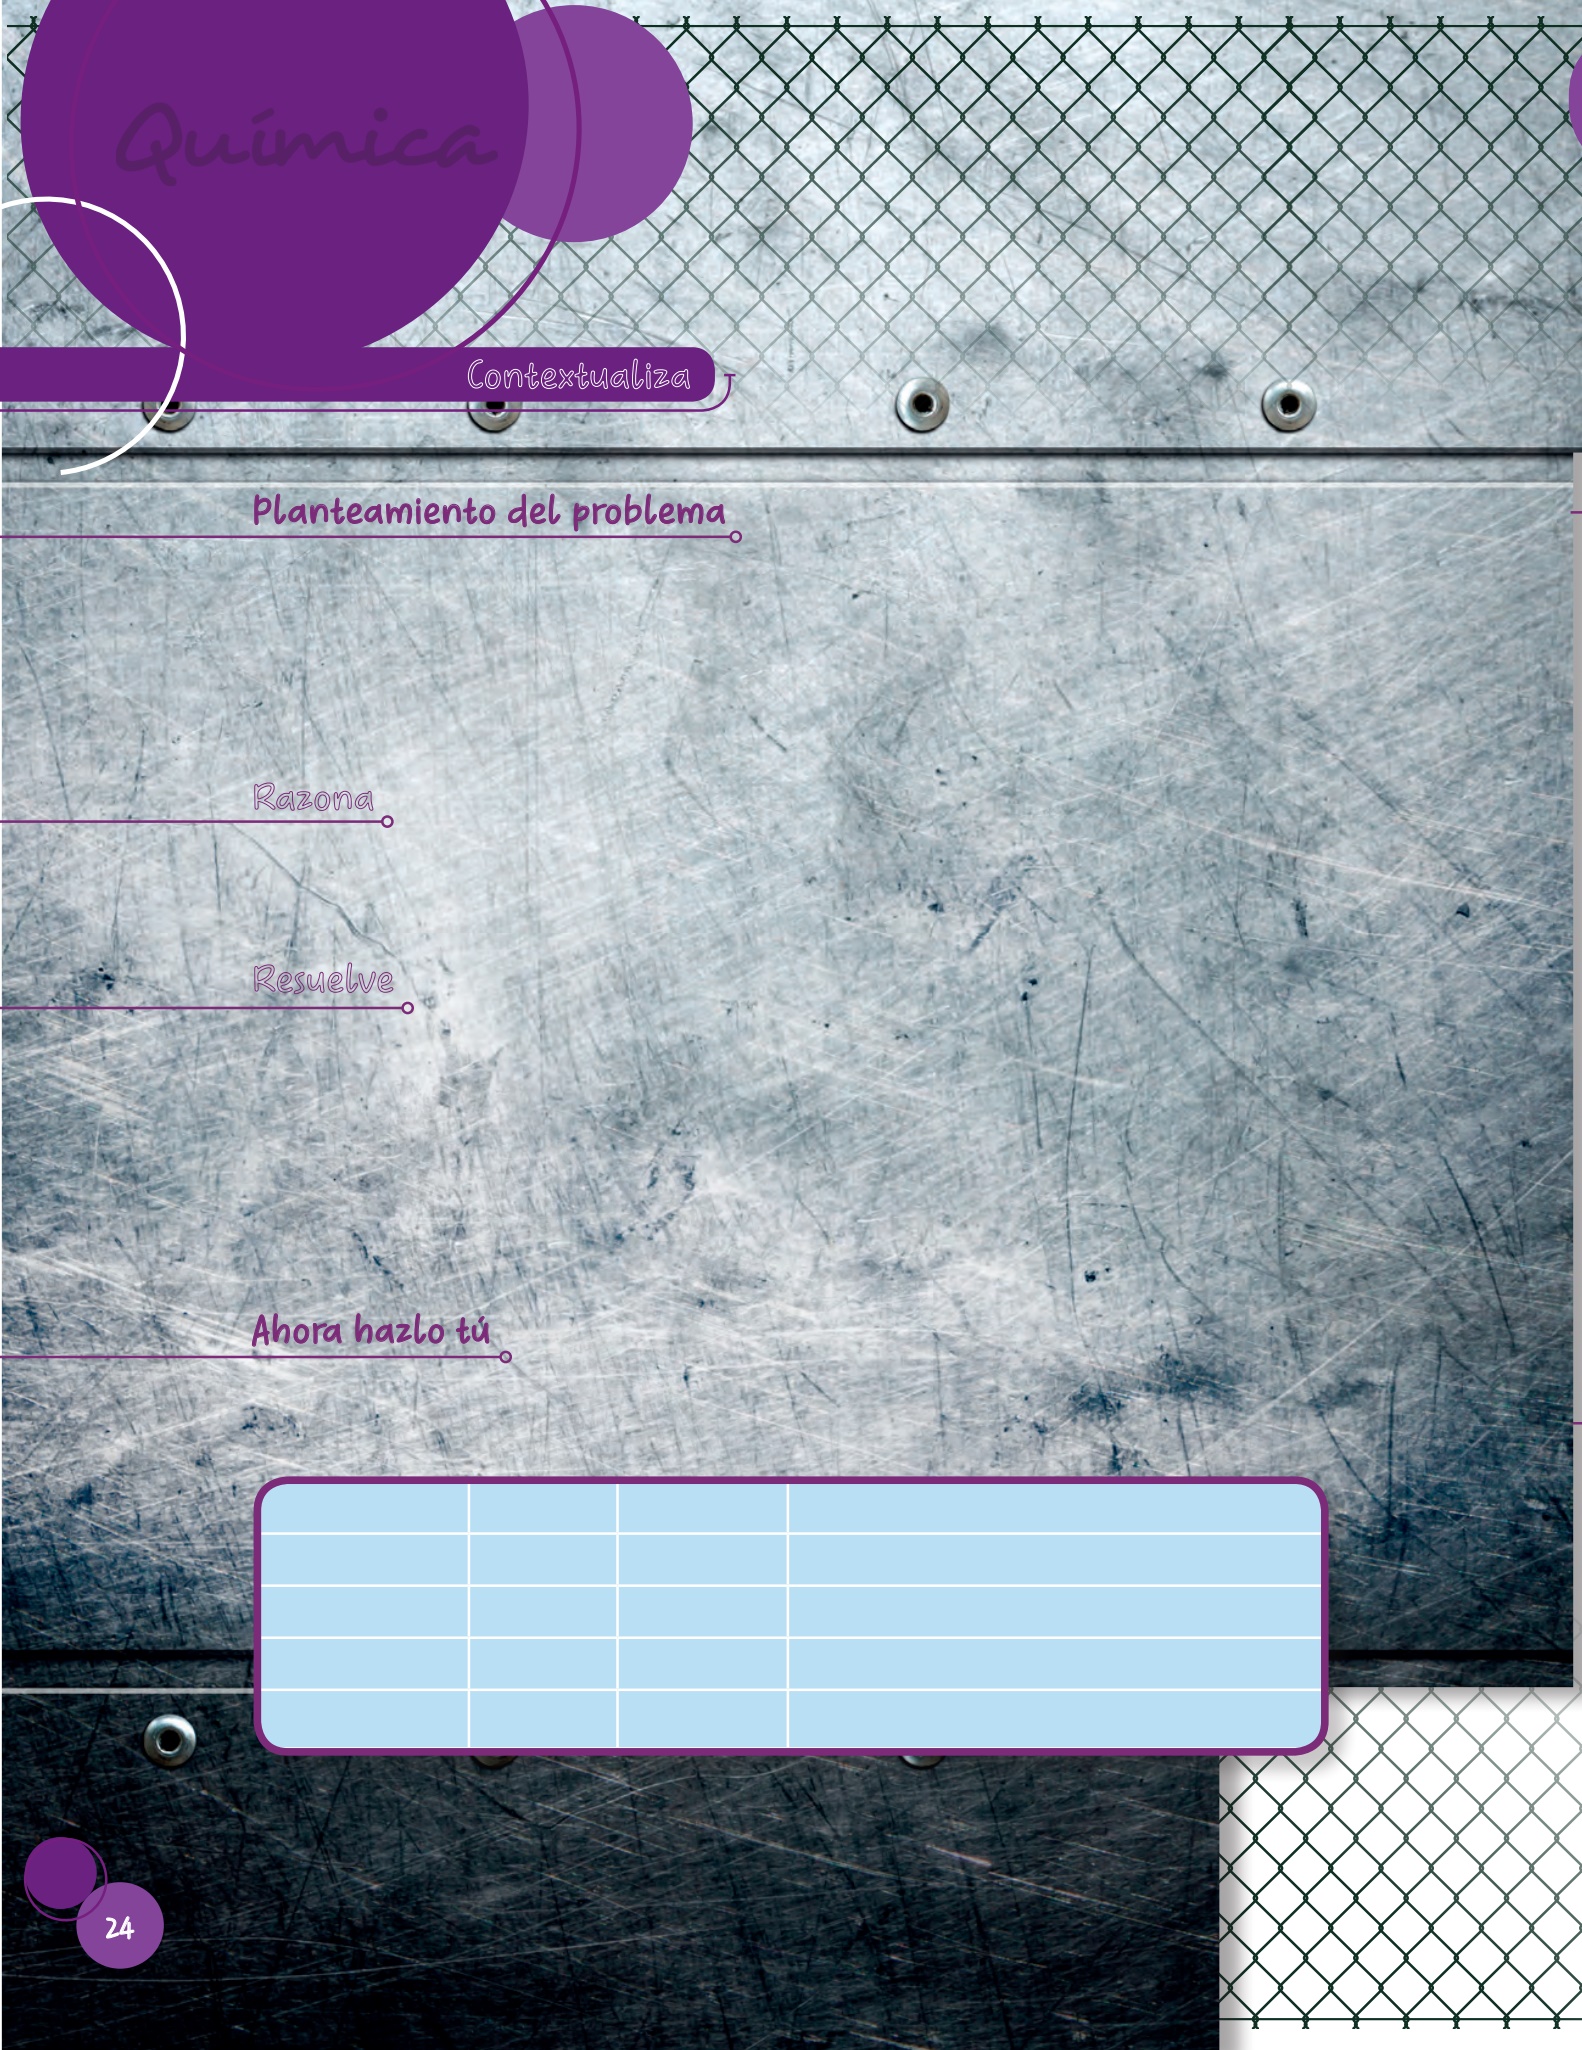 Química
Contextualiza
Planteamiento del problema
Razona
Resuelve
Ahora hazlo tú
24